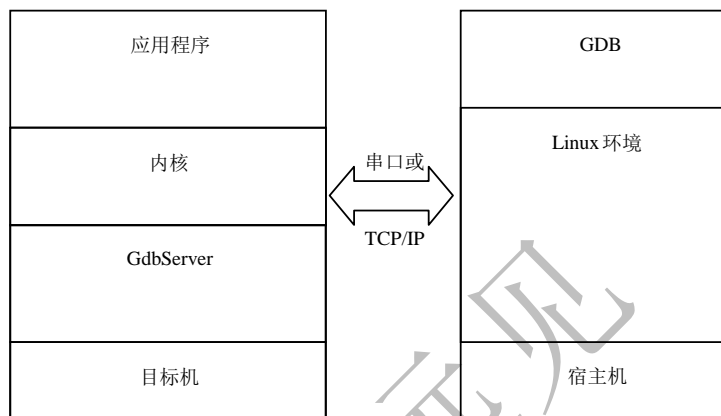 应用程序
内核
GdbServer
目标机
串口或
TCP/IP
GDB
Linux 环境
宿主机
见